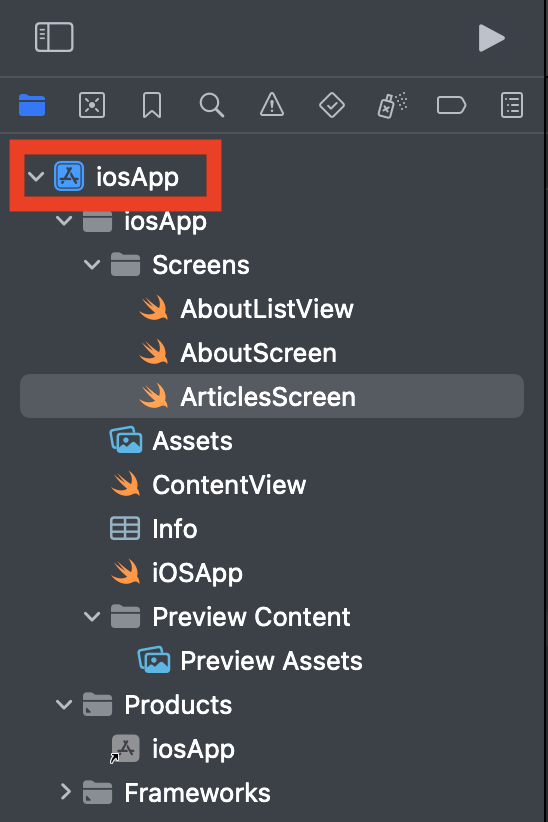 iosApp
iosApp
Screens
AboutListView
AboutScreen
ArticlesScreen
Assets
ContentView
Info
iOSApp
Preview Content
Preview Assets
Products
iosApp
Frameworks